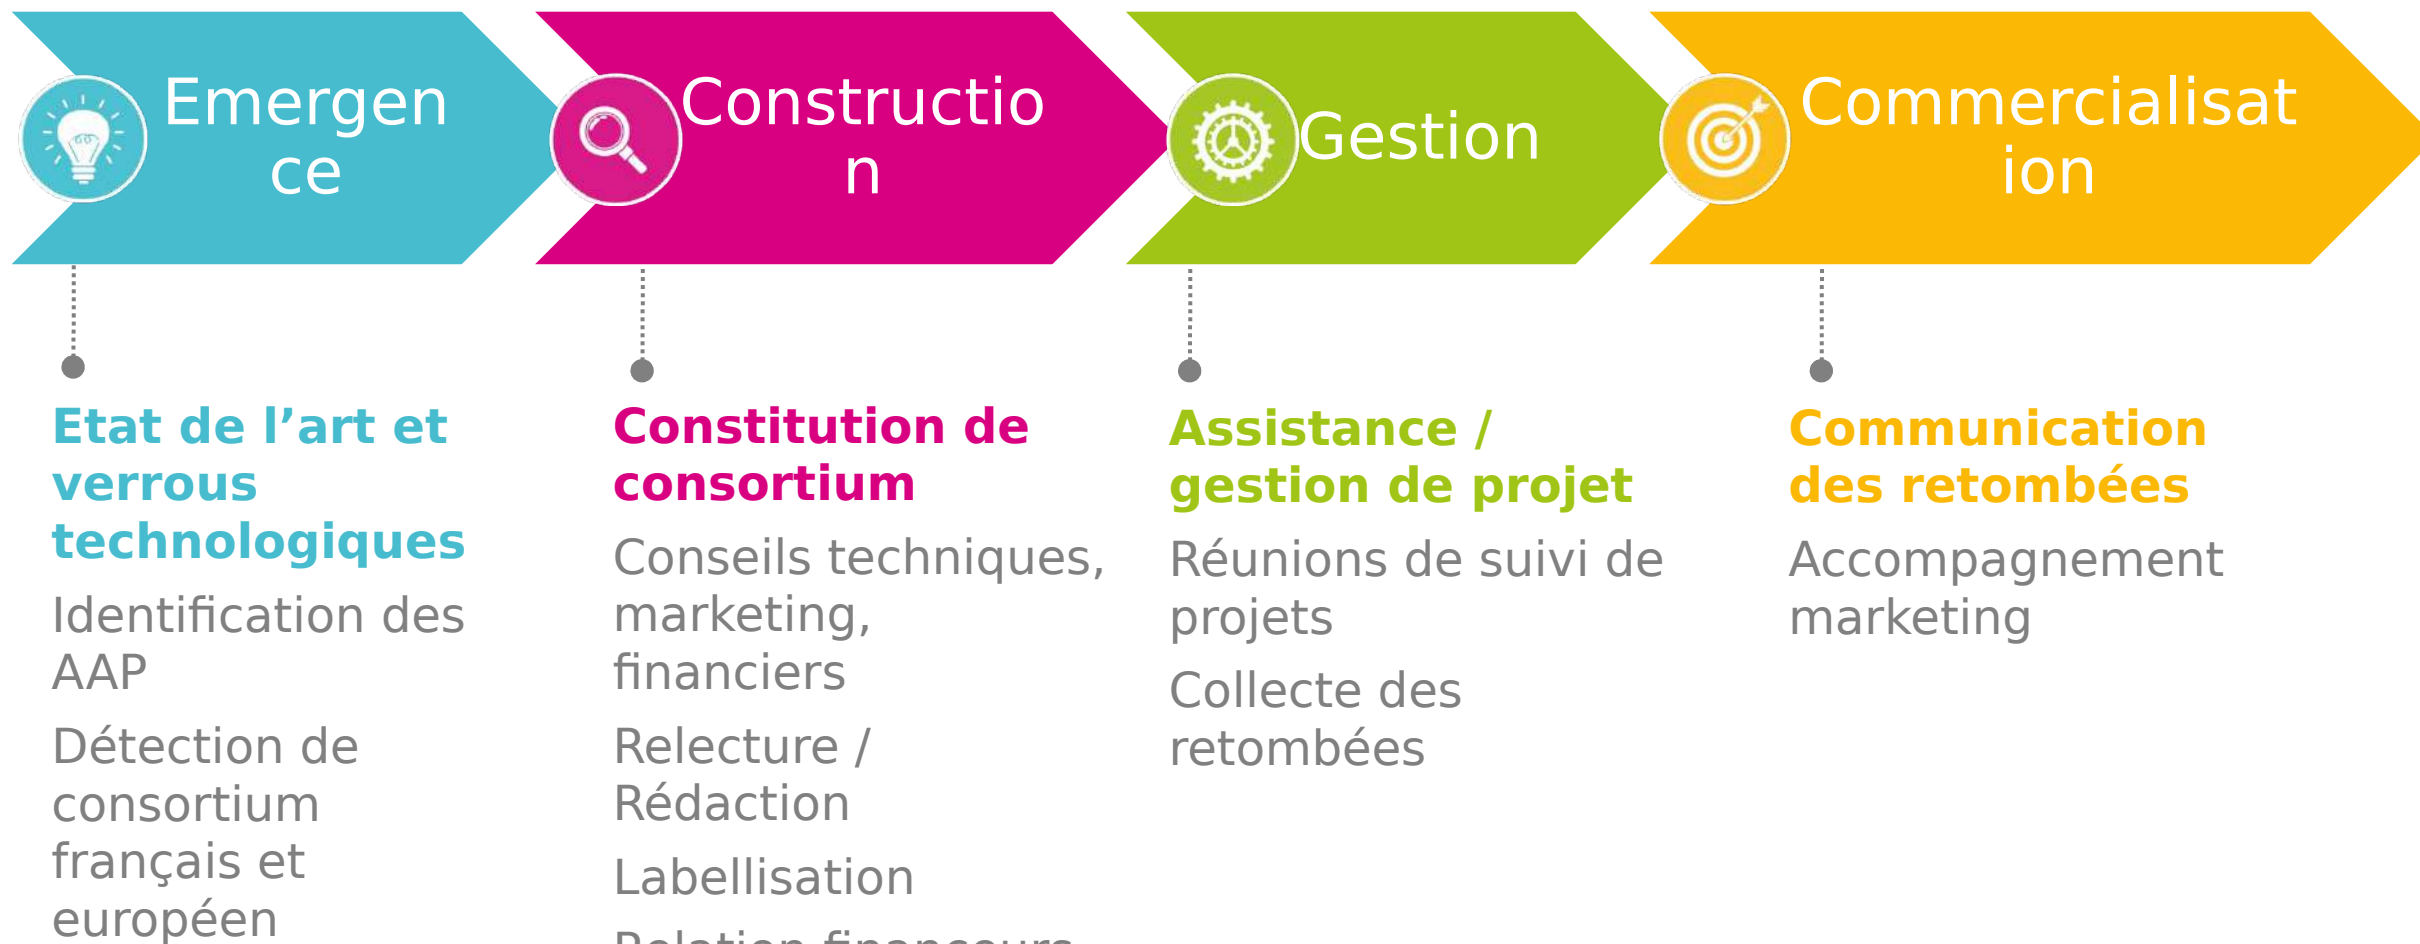 Emergen
ce
Constructio
n
Gestion
Commercialisat
ion
Etat de l’art et
verrous
technologiques
Identification des
AAP
Détection de
consortium
français et
européen
Constitution de
consortium
Conseils techniques,
marketing,
financiers
Relecture /
Rédaction
Labellisation
Relation financeurs
Assistance /
gestion de projet
Réunions de suivi de
projets
Collecte des
retombées
Communication
des retombées
Accompagnement
marketing